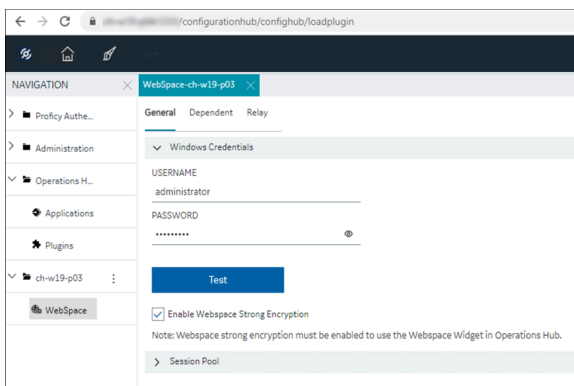 /configurationhub/confighub/loadplugin
NAVIGATION
WebSpace-ch-w19-p03
Proficy Authe...
Administration
Operations H...
Applications
Plugins
ch-w19-p03
WebSpace
General Dependent Relay
Windows Credentials
USERNAME
administrator
PASSWORD
•••••••••
Test
Enable Webspace Strong Encryption
Note: Webspace strong encryption must be enabled to use the Webspace Widget in Operations Hub.
Session Pool